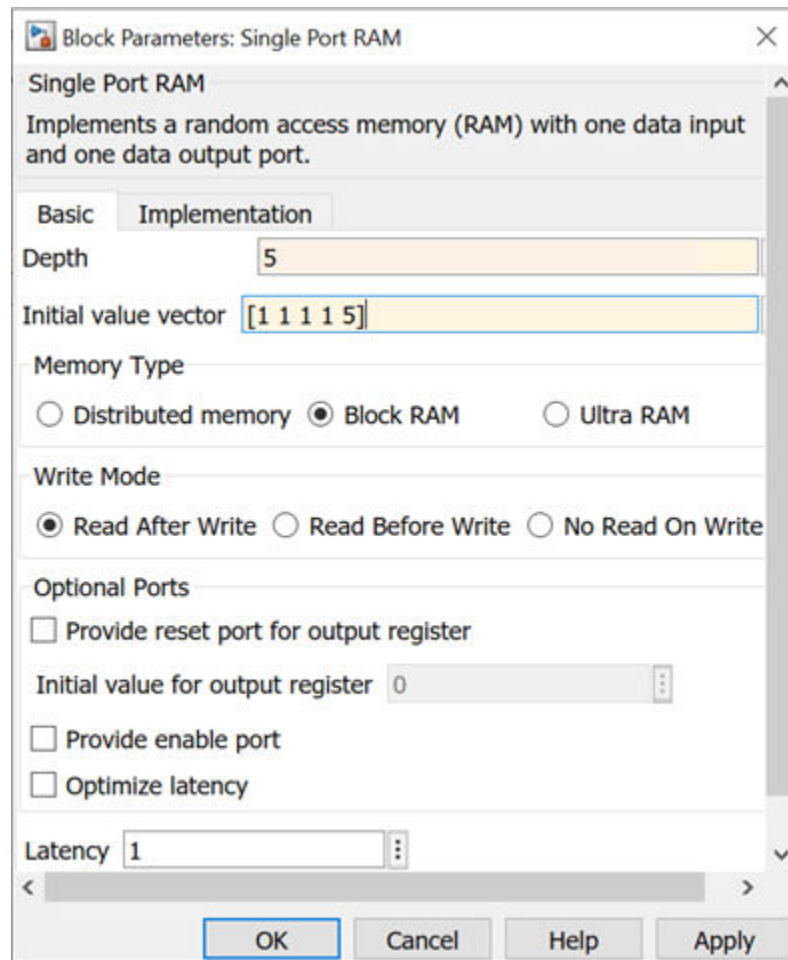 Block Parameters: Single Port RAM
Single Port RAM
Implements a random access memory (RAM) with one data input
and one data output port.
Basic Implementation
Depth 5
Initial value vector [1 1 1 1 5]
Memory Type
Distributed memory Block RAM Ultra RAM
Write Mode
Read After Write Read Before Write No Read On Write
Optional Ports
Provide reset port for output register
Initial value for output register 0
Provide enable port
Optimize latency
Latency 1
OK Cancel Help Apply